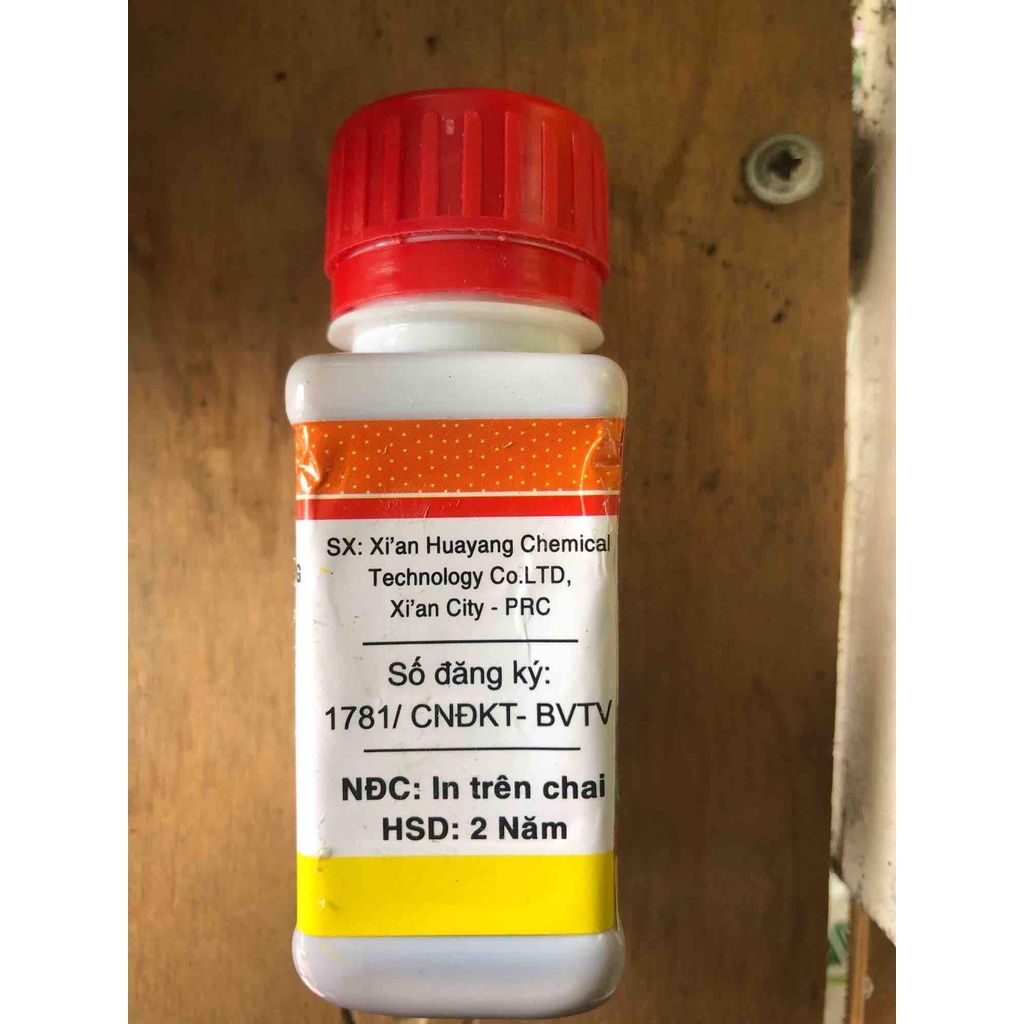 SX: Xi'an Huayang Chemical
Technology Co.LTD,
Xi'an City - PRC
Số đăng ký:
1781/ CNĐKT- BVTV
NĐC: In trên chai
HSD: 2 Năm